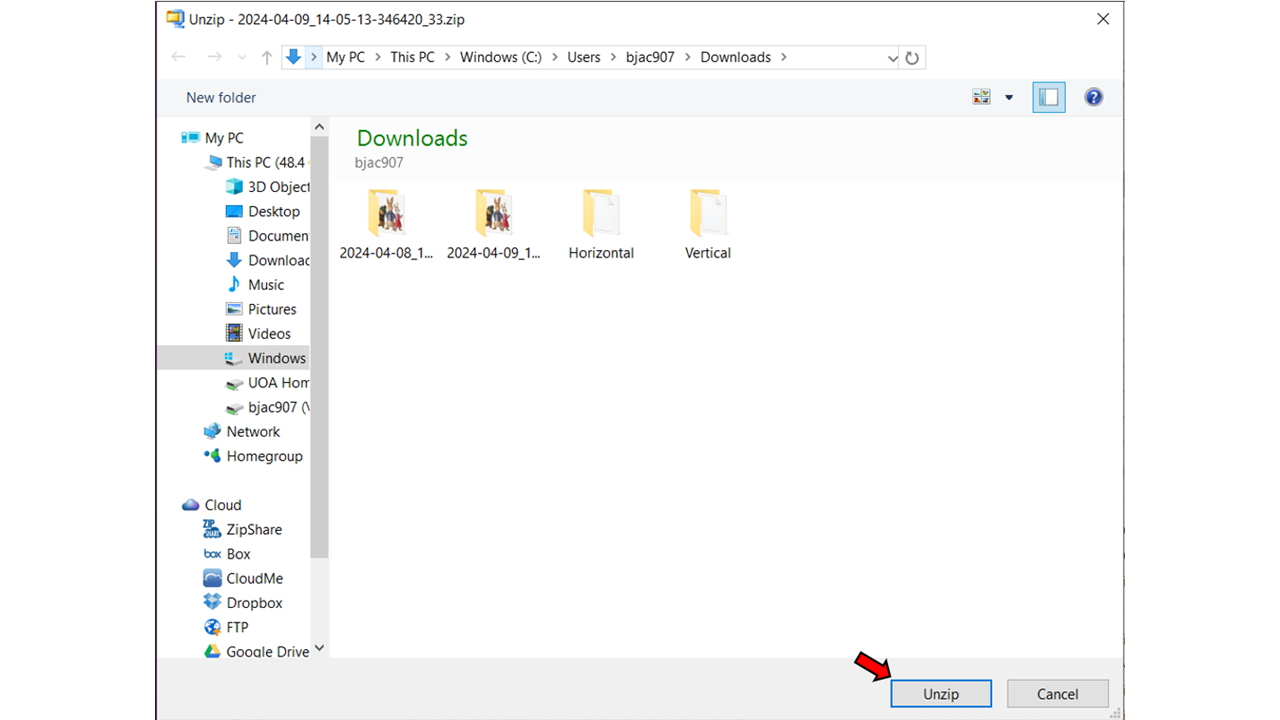 Unzip - 2024-04-09_14-05-13-346420_33.zip
My PC > This PC > Windows (C:) > Users > bjac907 > Downloads >
New folder
My PC
This PC (48.4
3D Object
Desktop
Documen
Downloac
Music
Pictures
Videos
Windows
UOA Hom
bjac907 (V
Network
Homegroup
Cloud
ZipShare
Box
CloudMe
Dropbox
FTP
Google Drive
Downloads
bjac907
2024-04-08_1...
2024-04-09_1...
Horizontal
Vertical
Unzip
Cancel